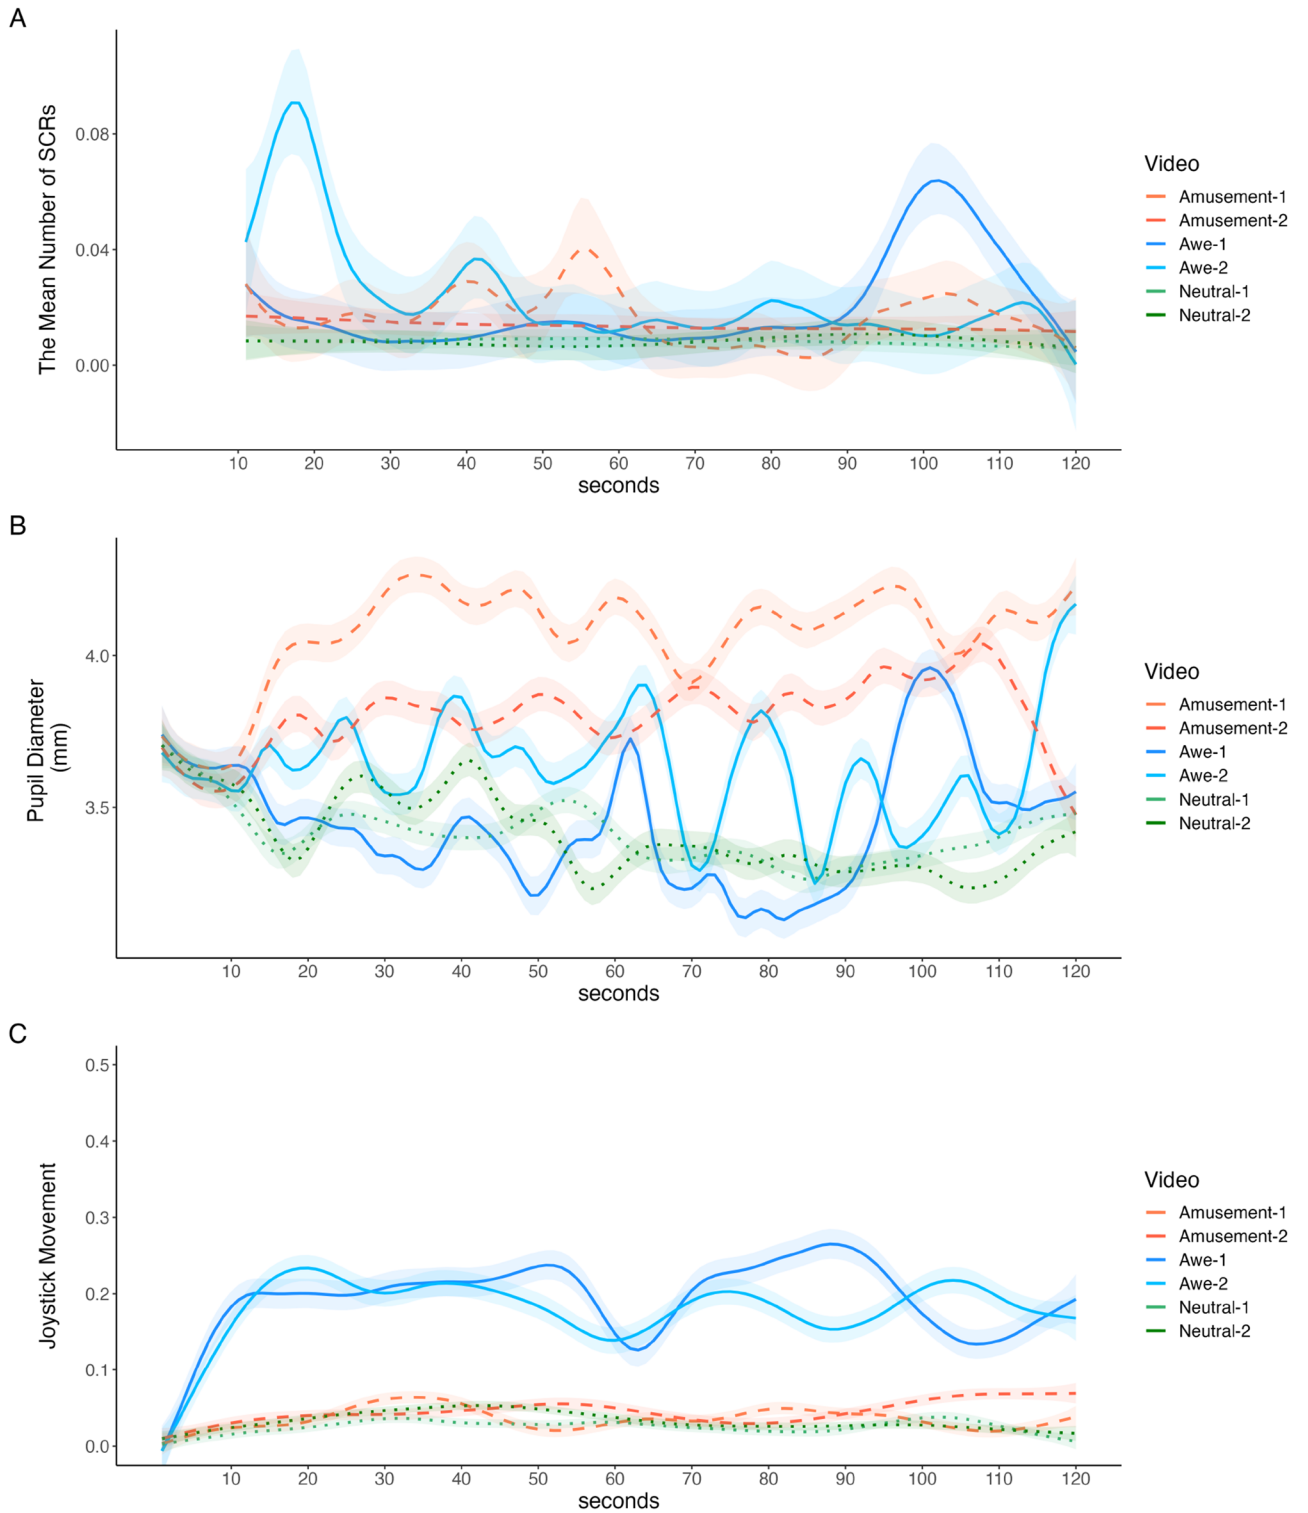 A
The Mean Number of SCRs
0.08
0.04
0.00
10 20 30 40 50 60 70 80 90 100 110 120
seconds
Video
Amusement-1
Amusement-2
Awe-1
Awe-2
Neutral-1
Neutral-2
B
Pupil Diameter
(mm)
4.0
3.5
10 20 30 40 50 60 70 80 90 100 110 120
seconds
Video
Amusement-1
Amusement-2
Awe-1
Awe-2
Neutral-1
Neutral-2
C
Joystick Movement
0.5
0.4
0.3
0.2
0.1
0.0
10 20 30 40 50 60 70 80 90 100 110 120
seconds
Video
Amusement-1
Amusement-2
Awe-1
Awe-2
Neutral-1
Neutral-2